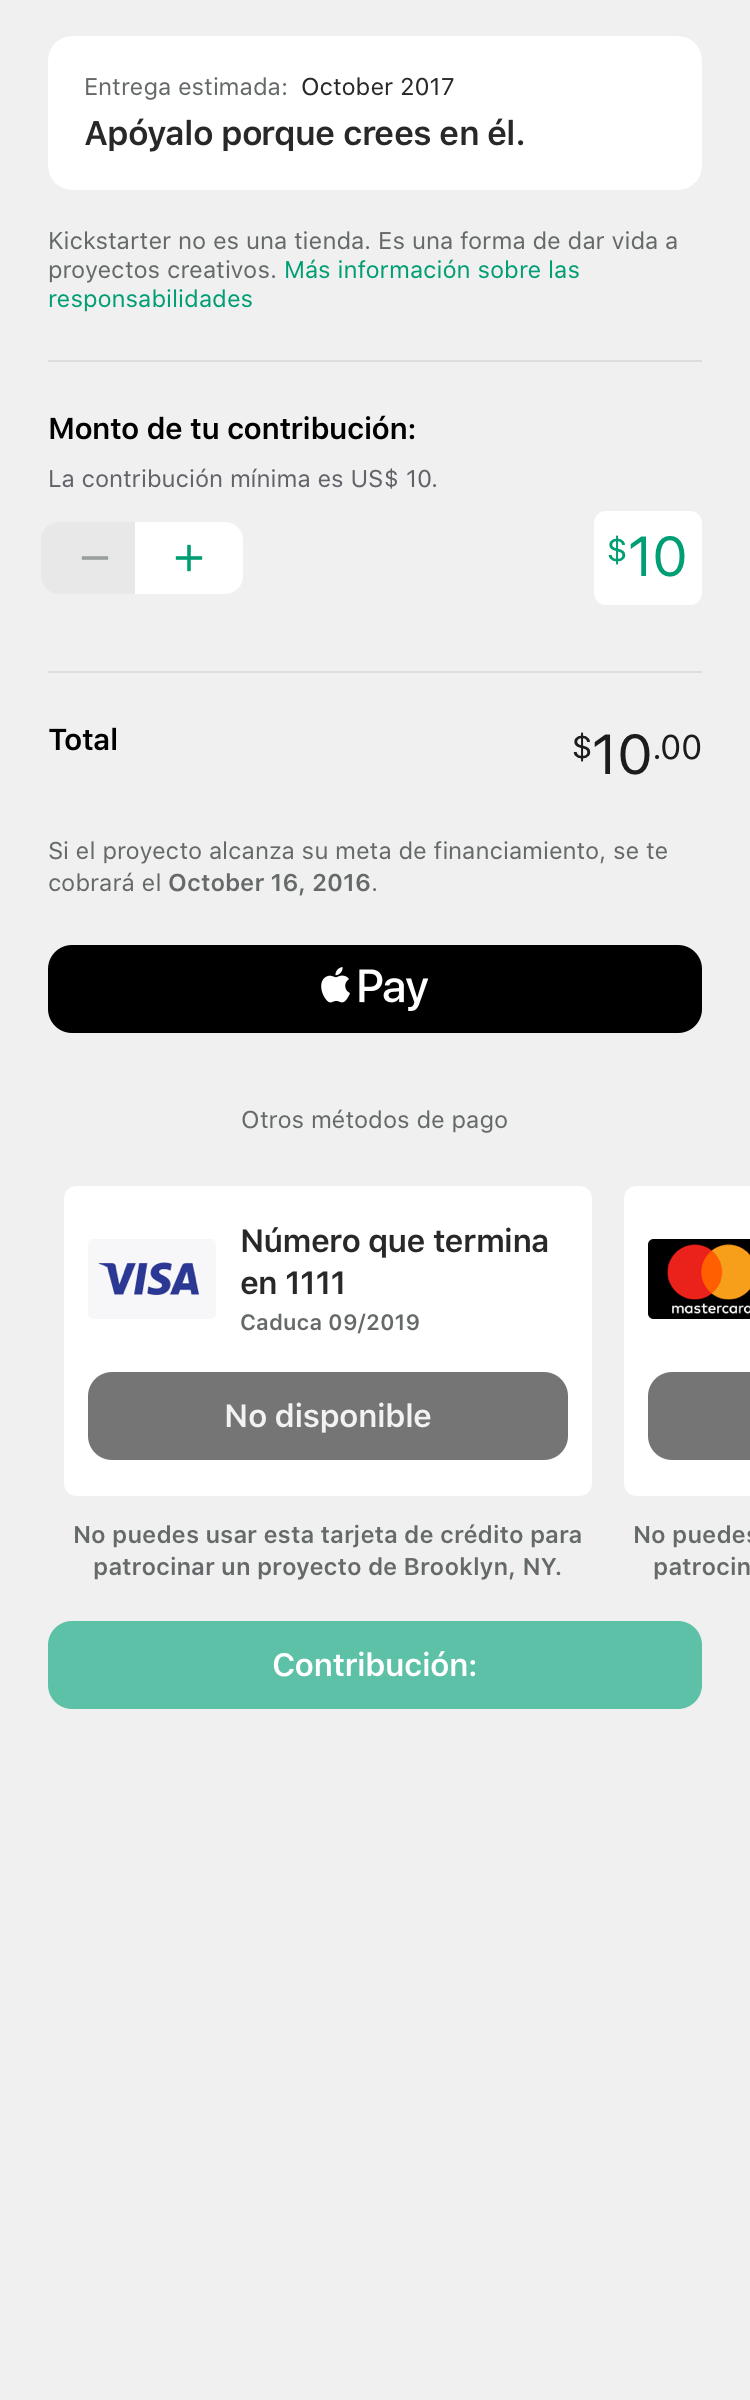 Entrega estimada: October 2017
Apóyalo porque crees en él.
Kickstarter no es una tienda. Es una forma de dar vida a
proyectos creativos. Más información sobre las
responsabilidades
Monto de tu contribución:
La contribución mínima es US$ 10.
− +
$10
Total
$10.00
Si el proyecto alcanza su meta de financiamiento, se te
cobrará el October 16, 2016.
Pay
Otros métodos de pago
VISA
Número que termina
en 1111
Caduca 09/2019
No disponible
No puedes usar esta tarjeta de crédito para
patrocinar un proyecto de Brooklyn, NY.
mastercard
No puedes
patrocin
Contribución: